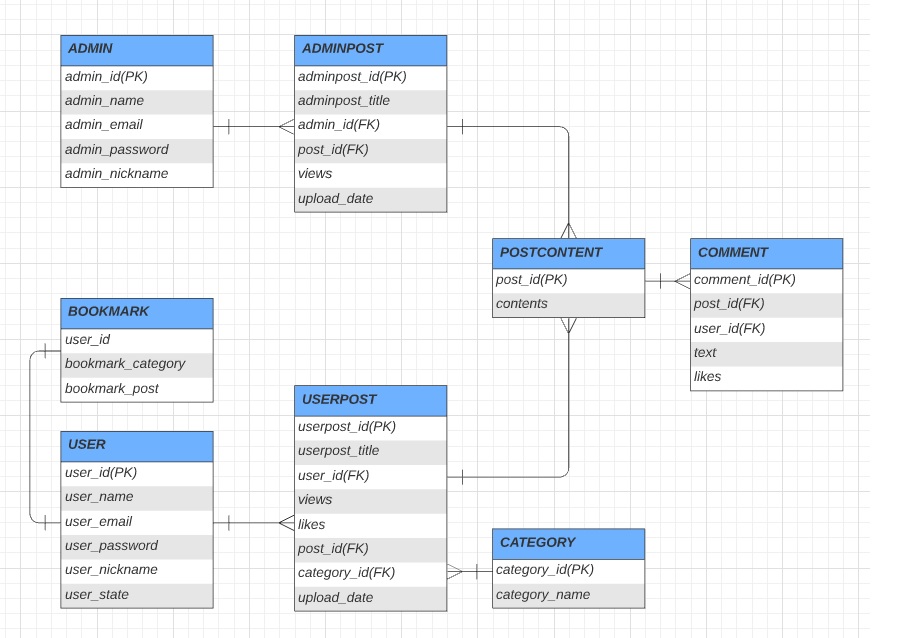 ADMIN
admin_id(PK)
admin_name
admin_email
admin_password
admin_nickname
ADMINPOST
adminpost_id(PK)
adminpost_title
admin_id(FK)
post_id(FK)
views
upload_date
POSTCONTENT
post_id(PK)
contents
COMMENT
comment_id(PK)
post_id(FK)
user_id(FK)
text
likes
BOOKMARK
user_id
bookmark_category
bookmark_post
USER
user_id(PK)
user_name
user_email
user_password
user_nickname
user_state
USERPOST
userpost_id(PK)
userpost_title
user_id(FK)
views
likes
post_id(FK)
category_id(FK)
upload_date
CATEGORY
category_id(PK)
category_name